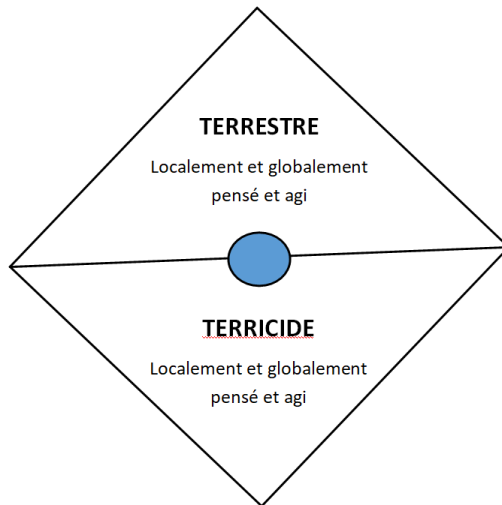 TERRESTRE
Localement et globalement
pensé et agi
TERRICIDE
Localement et globalement
pensé et agi